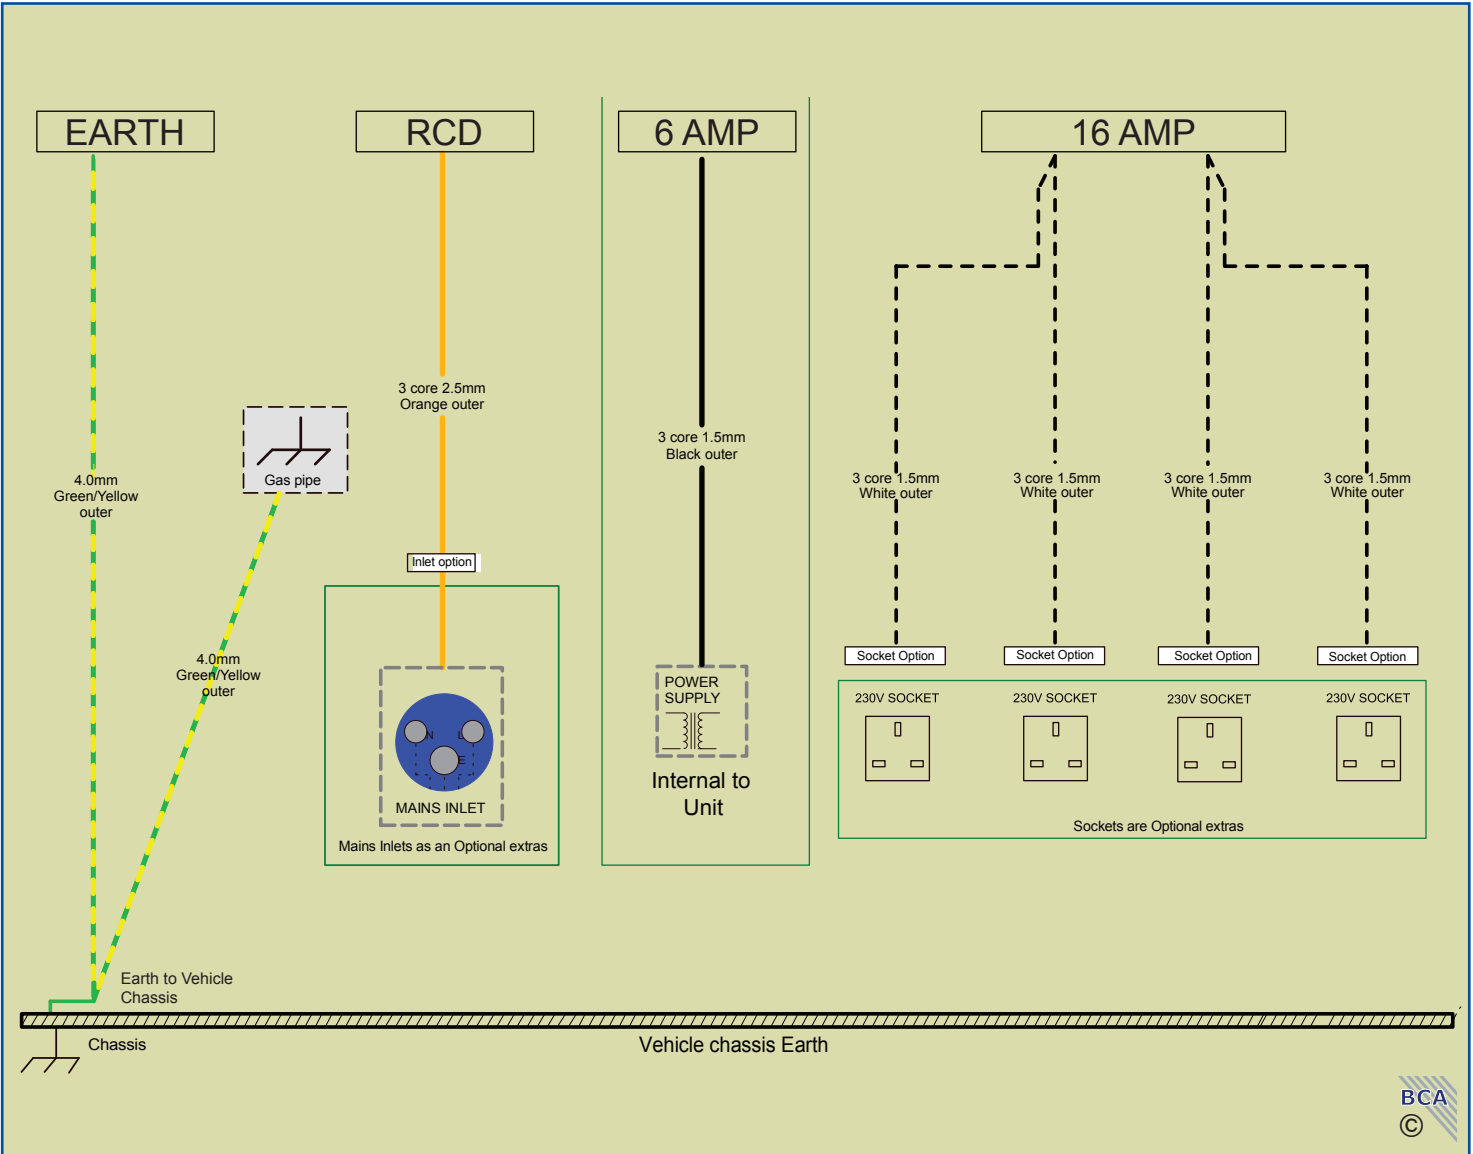 EARTH
RCD
6 AMP
16 AMP
3 core 2.5mm
Orange outer
3 core 1.5mm
Black outer
Gas pipe
4.0mm
Green/Yellow
outer
3 core 1.5mm
White outer
3 core 1.5mm
White outer
3 core 1.5mm
White outer
3 core 1.5mm
White outer
Inlet option
4.0mm
Green/Yellow
outer
Socket Option
Socket Option
Socket Option
Socket Option
POWER
SUPPLY
230V SOCKET
230V SOCKET
230V SOCKET
230V SOCKET
N
L
E
MAINS INLET
Mains Inlets as an Optional extras
Internal to
Unit
Sockets are Optional extras
Earth to Vehicle
Chassis
Chassis
Vehicle chassis Earth
BCA
©